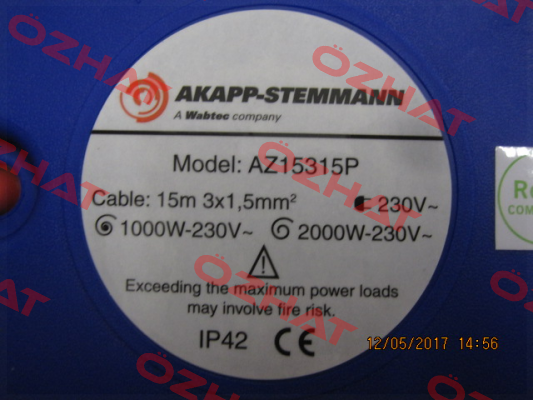 AKAPP-STEMMANN
A Wabtec company
Model: AZ15315P
Cable: 15m 3x1,5mm² 230V~
1000W-230V~ 2000W-230V~
Exceeding the maximum power loads
may involve fire risk.
IP42 CE
12/05/2017 14:56
ÖZHAT
ÖZHAT
ÖZHAT
ÖZHAT
ÖZHAT
ÖZHAT
ÖZHAT